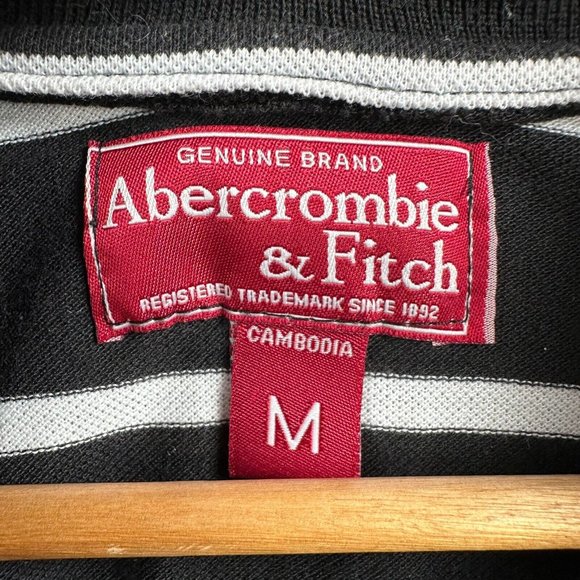 GENUINE BRAND
Abercrombie
& Fitch
REGISTERED TRADEMARK SINCE 1892
CAMBODIA
M